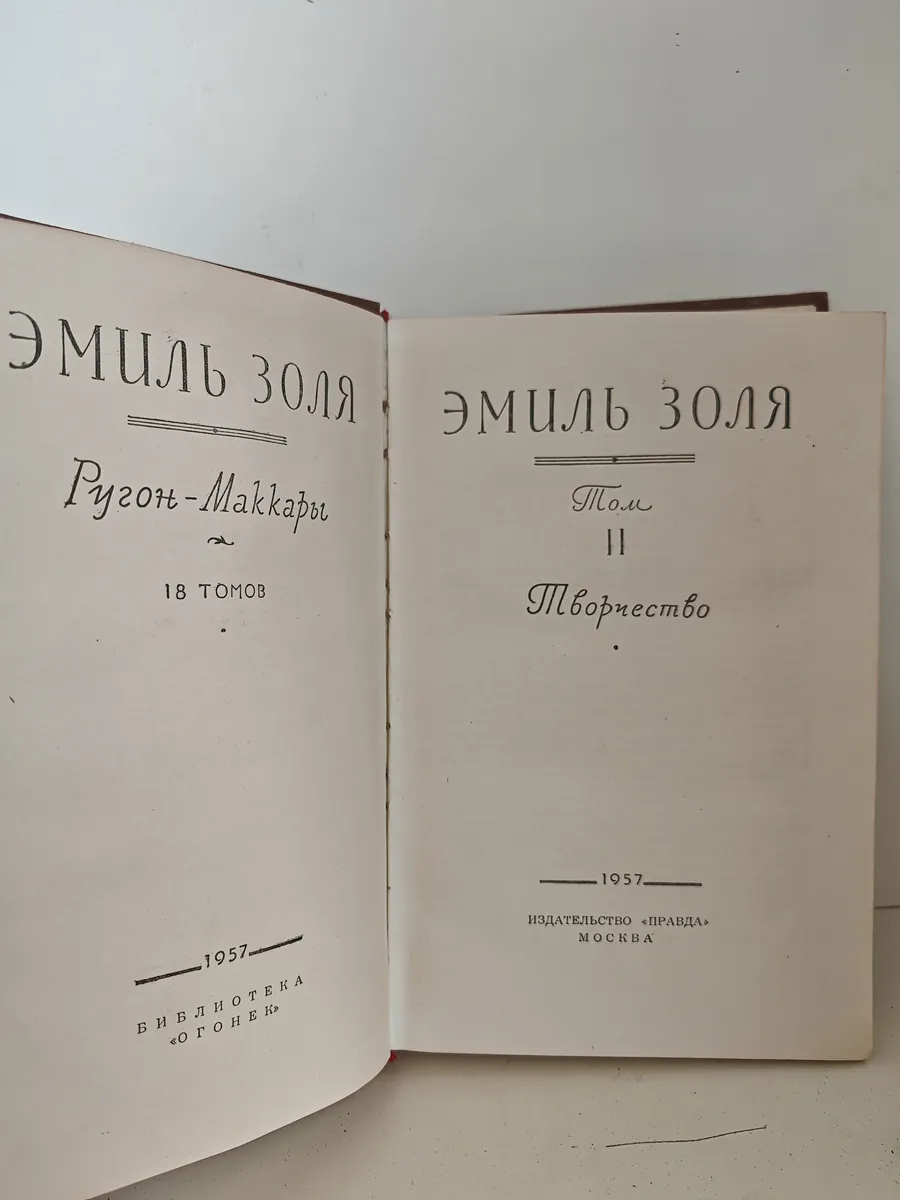 ЭМИЛЬ ЗОЛЯ
Ругон-Маккары
18 ТОМОВ
1957
БИБЛИОТЕКА
«ОГОНЕК»
ЭМИЛЬ ЗОЛЯ
Том
11
Творчество
1957
ИЗДАТЕЛЬСТВО «ПРАВДА»
МОСКВА